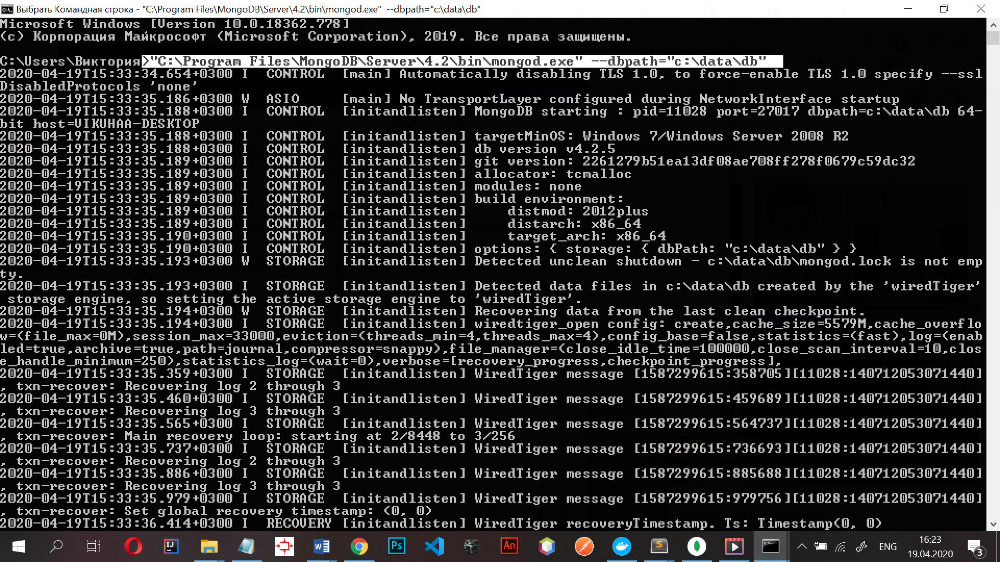 Выбрать Командная строка - "C:\Program Files\MongoDB\Server\4.2\bin\mongod.exe"  --dbpath="c:\data\db"
Microsoft Windows [Version 10.0.18362.778]
(c) Корпорация Майкрософт (Microsoft Corporation), 2019. Все права защищены.
C:\Users\Виктория>"C:\Program Files\MongoDB\Server\4.2\bin\mongod.exe" --dbpath="c:\data\db"
2020-04-19T15:33:34.654+0300 I  CONTROL  [main] Automatically disabling TLS 1.0, to force-enable TLS 1.0 specify --ssl
DisabledProtocols 'none'
2020-04-19T15:33:35.186+0300 W  ASIO     [main] No TransportLayer configured during NetworkInterface startup
2020-04-19T15:33:35.188+0300 I  CONTROL  [initandlisten] MongoDB starting : pid=11028 port=27017 dbpath=c:\data\db 64-
bit host=VIKUHAA-DESKTOP
2020-04-19T15:33:35.188+0300 I  CONTROL  [initandlisten] targetMinOS: Windows 7/Windows Server 2008 R2
2020-04-19T15:33:35.188+0300 I  CONTROL  [initandlisten] db version v4.2.5
2020-04-19T15:33:35.189+0300 I  CONTROL  [initandlisten] git version: 2261279b51ea13df08ae708ff278f0679c59dc32
2020-04-19T15:33:35.189+0300 I  CONTROL  [initandlisten] allocator: tcmalloc
2020-04-19T15:33:35.189+0300 I  CONTROL  [initandlisten] modules: none
2020-04-19T15:33:35.189+0300 I  CONTROL  [initandlisten] build environment:
2020-04-19T15:33:35.189+0300 I  CONTROL  [initandlisten]     distmod: 2012plus
2020-04-19T15:33:35.189+0300 I  CONTROL  [initandlisten]     distarch: x86_64
2020-04-19T15:33:35.190+0300 I  CONTROL  [initandlisten]     target_arch: x86_64
2020-04-19T15:33:35.190+0300 I  CONTROL  [initandlisten] options: { storage: { dbPath: "c:\data\db" } }
2020-04-19T15:33:35.193+0300 W  STORAGE  [initandlisten] Detected unclean shutdown - c:\data\db\mongod.lock is not emp
ty.
2020-04-19T15:33:35.193+0300 I  STORAGE  [initandlisten] Detected data files in c:\data\db created by the 'wiredTiger'
 storage engine, so setting the active storage engine to 'wiredTiger'.
2020-04-19T15:33:35.194+0300 W  STORAGE  [initandlisten] Recovering data from the last clean checkpoint.
2020-04-19T15:33:35.194+0300 I  STORAGE  [initandlisten] wiredtiger_open config: create,cache_size=5579M,cache_overflo
w=(file_max=0M),session_max=33000,eviction=(threads_min=4,threads_max=4),config_base=false,statistics=(fast),log=(enab
led=true,archive=true,path=journal,compressor=snappy),file_manager=(close_idle_time=100000,close_scan_interval=10,clos
e_handle_minimum=250),statistics_log=(wait=0),verbose=[recovery_progress,checkpoint_progress],
2020-04-19T15:33:35.359+0300 I  STORAGE  [initandlisten] WiredTiger message [1587299615:358705][11028:140712053071440]
, txn-recover: Recovering log 2 through 3
2020-04-19T15:33:35.460+0300 I  STORAGE  [initandlisten] WiredTiger message [1587299615:459689][11028:140712053071440]
, txn-recover: Recovering log 3 through 3
2020-04-19T15:33:35.565+0300 I  STORAGE  [initandlisten] WiredTiger message [1587299615:564737][11028:140712053071440]
, txn-recover: Main recovery loop: starting at 2/8448 to 3/256
2020-04-19T15:33:35.737+0300 I  STORAGE  [initandlisten] WiredTiger message [1587299615:736693][11028:140712053071440]
, txn-recover: Recovering log 2 through 3
2020-04-19T15:33:35.886+0300 I  STORAGE  [initandlisten] WiredTiger message [1587299615:885688][11028:140712053071440]
, txn-recover: Recovering log 3 through 3
2020-04-19T15:33:35.979+0300 I  STORAGE  [initandlisten] WiredTiger message [1587299615:979756][11028:140712053071440]
, txn-recover: Set global recovery timestamp: (0, 0)
2020-04-19T15:33:36.414+0300 I  RECOVERY [initandlisten] WiredTiger recoveryTimestamp. Ts: Timestamp(0, 0)
IJ
Ps
An
S
ENG
16:23
19.04.2020
3